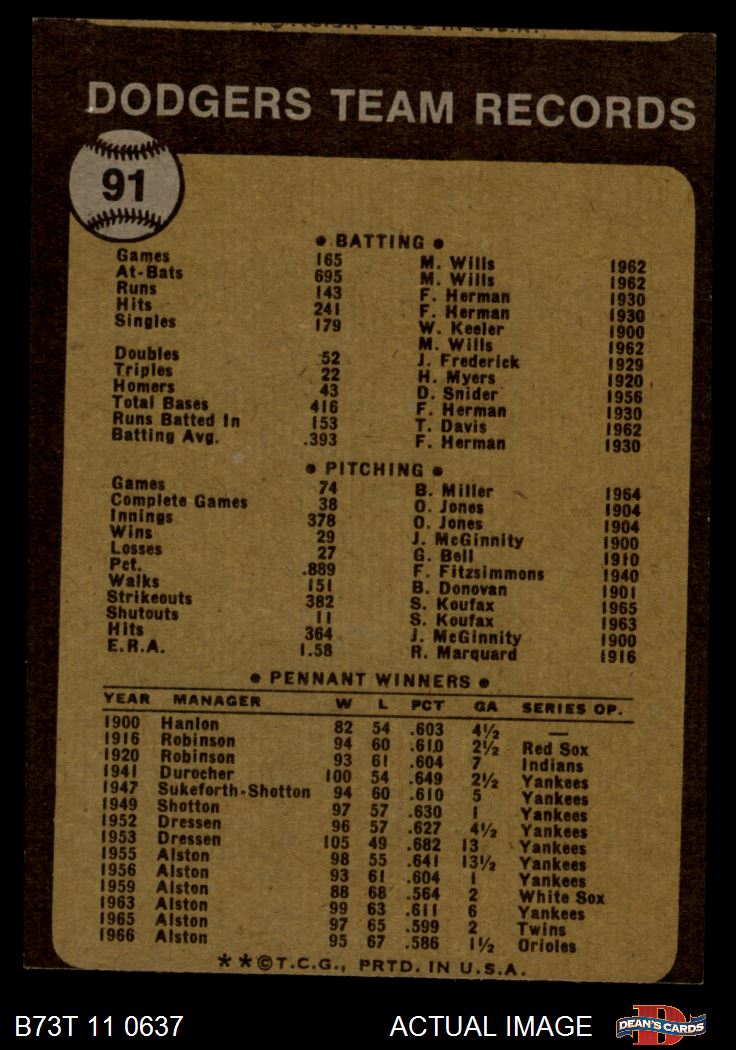 DODGERS TEAM RECORDS
91
● BATTING ●
Games 165 M. Wills 1962
At-Bats 695 M. Wills 1962
Runs 143 F. Herman 1930
Hits 241 F. Herman 1930
Singles 179 W. Keeler 1900
M. Wills 1962
Doubles 52 J. Frederick 1929
Triples 22 H. Myers 1920
Homers 43 D. Snider 1956
Total Bases 416 F. Herman 1930
Runs Batted In 153 T. Davis 1962
Batting Avg. .393 F. Herman 1930
● PITCHING ●
Games 74 B. Miller 1964
Complete Games 38 O. Jones 1904
Innings 378 O. Jones 1904
Wins 29 J. McGinnity 1900
Losses 27 G. Bell 1910
Pct. .889 F. Fitzsimmons 1940
Walks 151 B. Donovan 1901
Strikeouts 382 S. Koufax 1965
Shutouts 11 S. Koufax 1963
Hits 364 J. McGinnity 1900
E.R.A. 1.58 R. Marquard 1916
● PENNANT WINNERS ●
YEAR MANAGER W L PCT GA SERIES OP.
1900 Hanlon 82 54 .603 4½ —
1916 Robinson 94 60 .610 2½ Red Sox
1920 Robinson 93 61 .604 7 Indians
1941 Durocher 100 54 .649 2½ Yankees
1947 Sukeforth-Shotton 94 60 .610 5 Yankees
1949 Shotton 97 57 .630 1 Yankees
1952 Dressen 96 57 .627 4½ Yankees
1953 Dressen 105 49 .682 13 Yankees
1955 Alston 98 55 .641 13½ Yankees
1956 Alston 93 61 .604 1 Yankees
1959 Alston 88 68 .564 2 White Sox
1963 Alston 99 63 .611 6 Yankees
1965 Alston 97 65 .599 2 Twins
1966 Alston 95 67 .586 1½ Orioles
**©T.C.G., PRTD. IN U.S.A.
B73T 11 0637 ACTUAL IMAGE DEAN'S CARDS